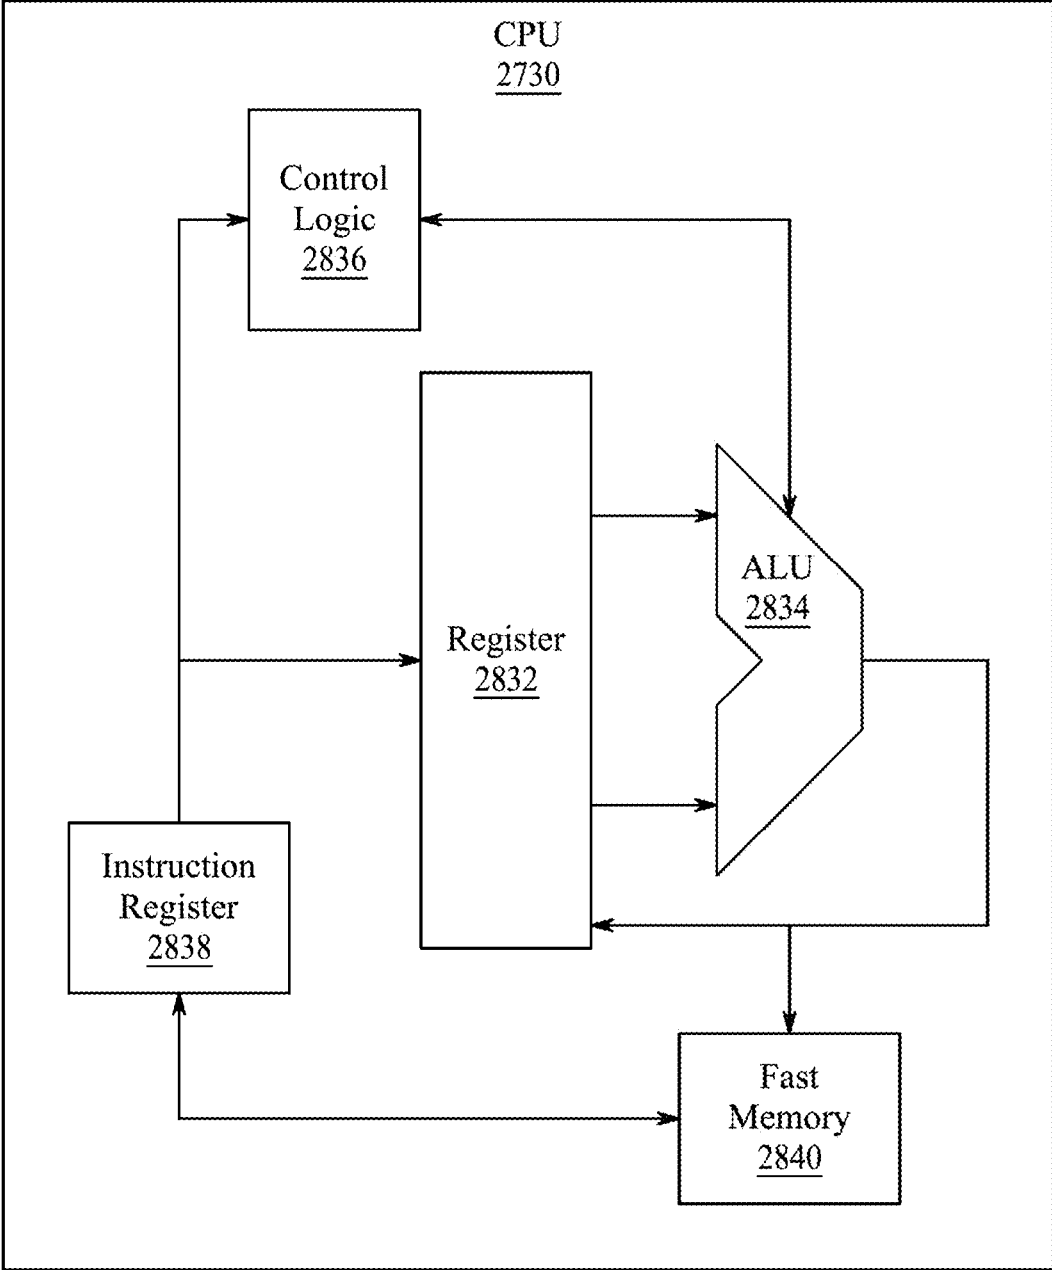 CPU
2730
Control
Logic
2836
Register
2832
ALU
2834
Instruction
Register
2838
Fast
Memory
2840